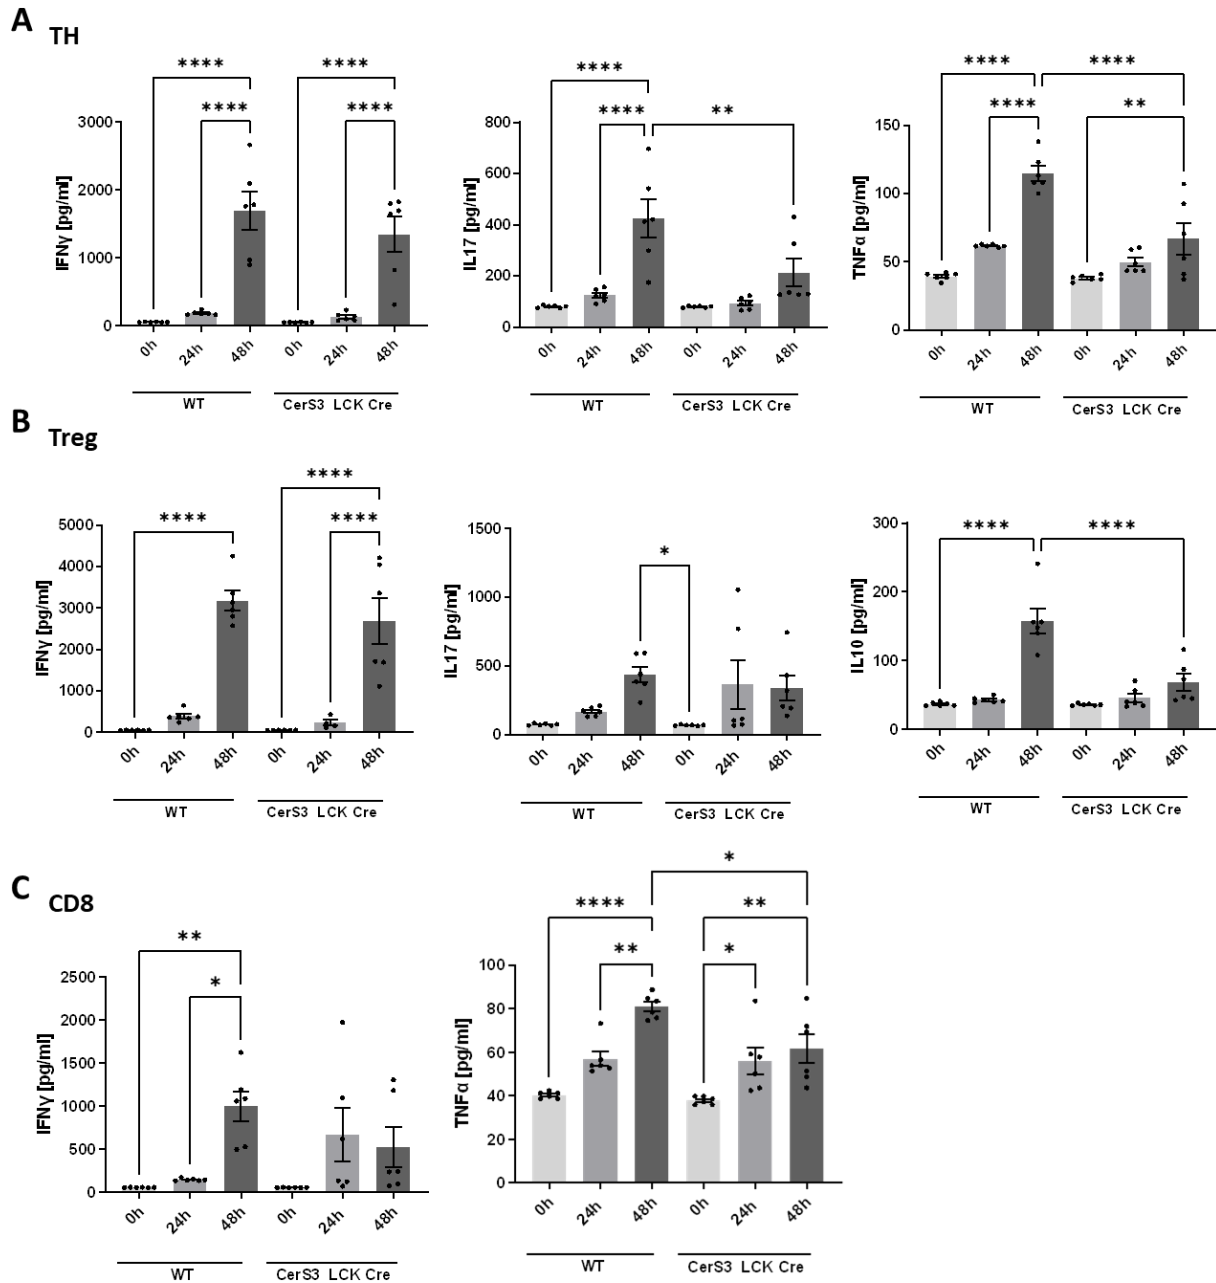 A
TH
****
****
****
****
IFNγ [pg/ml]
3000
2000
1000
0
0h
24h
48h
0h
24h
48h
WT
CerS3 LCK Cre
****
****
**
IL17 [pg/ml]
800
600
400
200
0
0h
24h
48h
0h
24h
48h
WT
CerS3 LCK Cre
****
****
****
**
TNFα [pg/ml]
150
100
50
0
0h
24h
48h
0h
24h
48h
WT
CerS3 LCK Cre
B
Treg
****
****
****
IFNγ [pg/ml]
5000
4000
3000
2000
1000
0
0h
24h
48h
0h
24h
48h
WT
CerS3 LCK Cre
*
IL17 [pg/ml]
1500
1000
500
0
0h
24h
48h
0h
24h
48h
WT
CerS3 LCK Cre
****
****
IL10 [pg/ml]
300
200
100
0
0h
24h
48h
0h
24h
48h
WT
CerS3 LCK Cre
C
CD8
**
*
IFNγ [pg/ml]
2500
2000
1500
1000
500
0
0h
24h
48h
0h
24h
48h
WT
CerS3 LCK Cre
*
****
**
**
*
TNFα [pg/ml]
100
80
60
40
20
0
0h
24h
48h
0h
24h
48h
WT
CerS3 LCK Cre